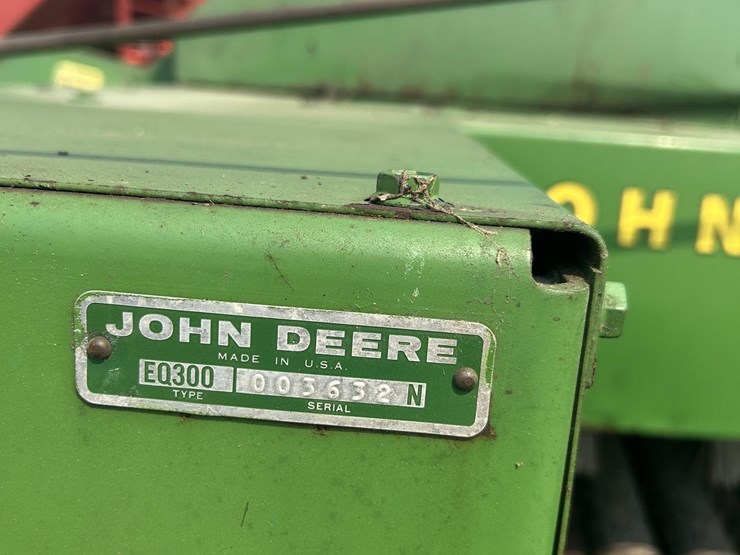 OHN
JOHN DEERE
MADE IN U.S.A.
EQ300 003632 N
TYPE SERIAL